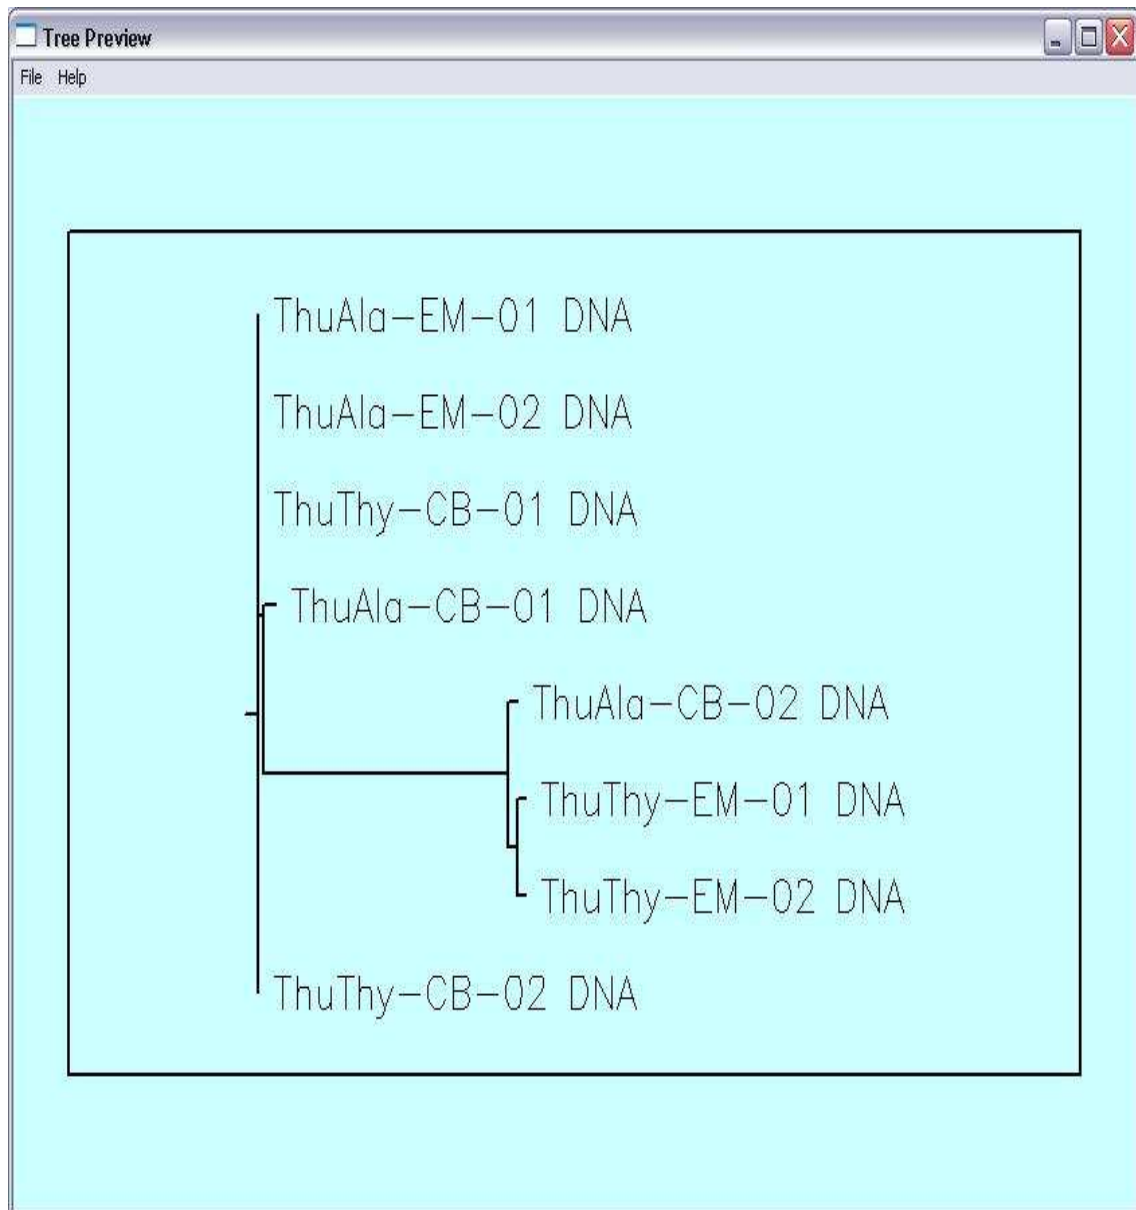 Tree Preview
File Help
ThuAla-EM-01 DNA
ThuAla-EM-02 DNA
ThuThy-CB-01 DNA
ThuAla-CB-01 DNA
ThuAla-CB-02 DNA
ThuThy-EM-01 DNA
ThuThy-EM-02 DNA
ThuThy-CB-02 DNA